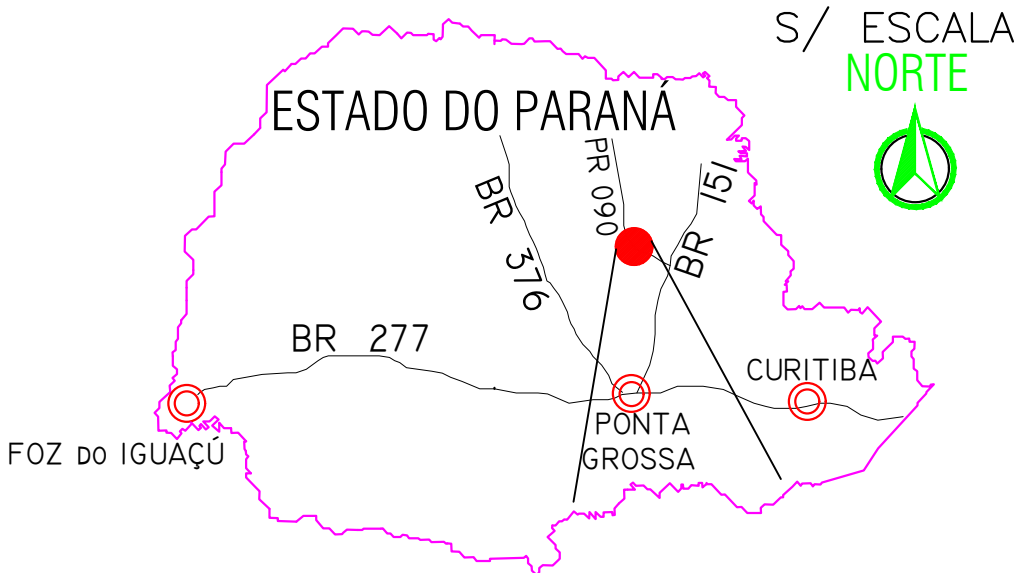 S/ ESCALA
NORTE
ESTADO DO PARANÁ
PR 090
BR 151
BR 376
BR 277
CURITIBA
PONTA
GROSSA
FOZ DO IGUAÇÚ